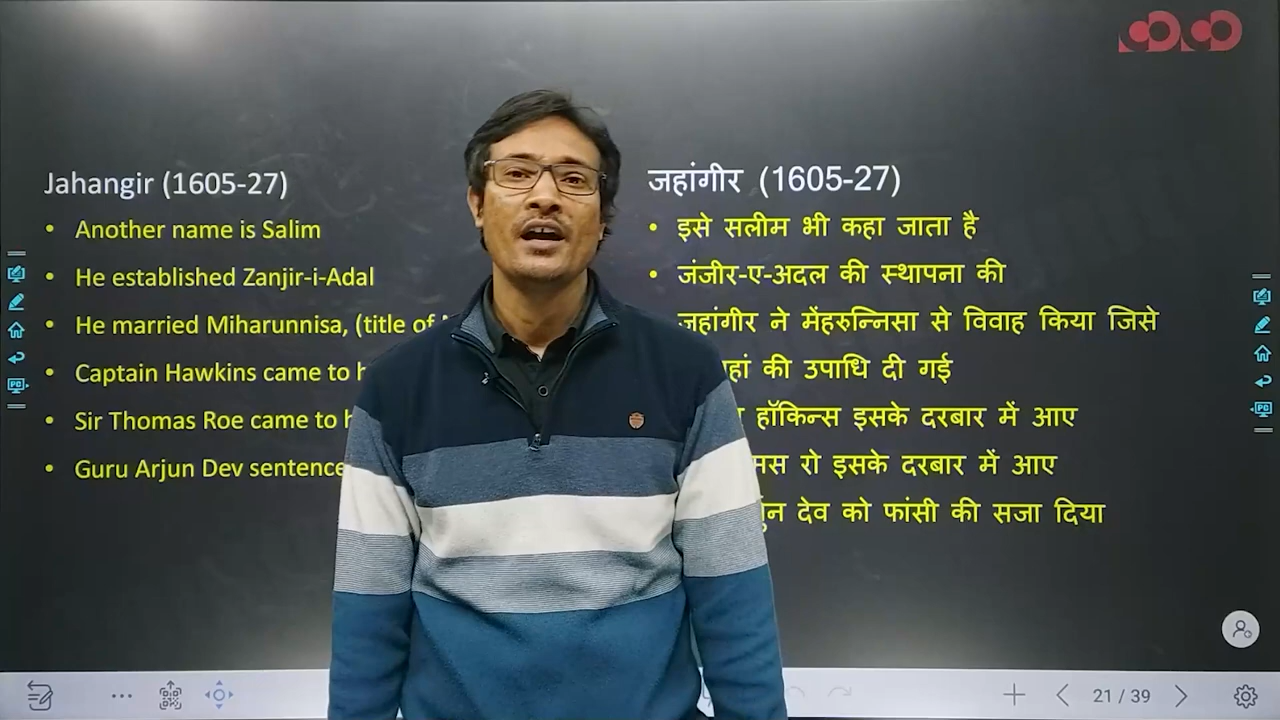 Jahangir (1605-27)
• Another name is Salim
• He established Zanjir-i-Adal
• He married Miharunnisa, (title of
• Captain Hawkins came to
• Sir Thomas Roe came to
• Guru Arjun Dev sentence
जहांगीर (1605-27)
• इसे सलीम भी कहा जाता है
• जंजीर-ए-अदल की स्थापना की
जहांगीर ने मेंहरुन्निसा से विवाह किया जिसे
की उपाधि दी गई
हॉकिन्स इसके दरबार में आए
रो इसके दरबार में आए
देव को फांसी की सजा दिया
21 / 39